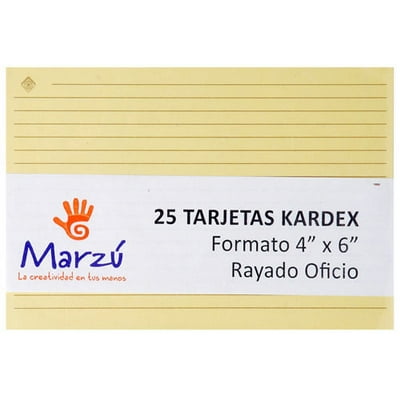 25 TARJETAS KARDEX
Formato 4” x 6”
Rayado Oficio
Marzú
La creatividad en tus manos